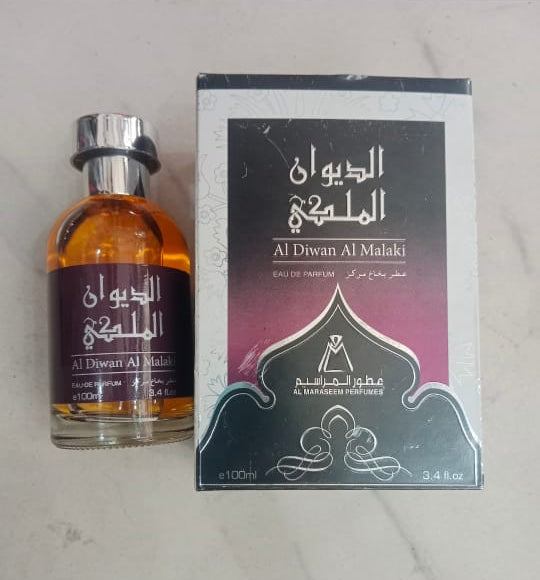 الديوان
الملكي
Al Diwan Al Malaki
EAU DE PARFUM عطر بخاخ مركز
e100ml 3.4 fl.oz
الديوان
الملكي
Al Diwan Al Malaki
EAU DE PARFUM عطر بخاخ مركز
عطور المراسيم
AL MARASEEM PERFUMES
e100ml 3.4 fl.oz